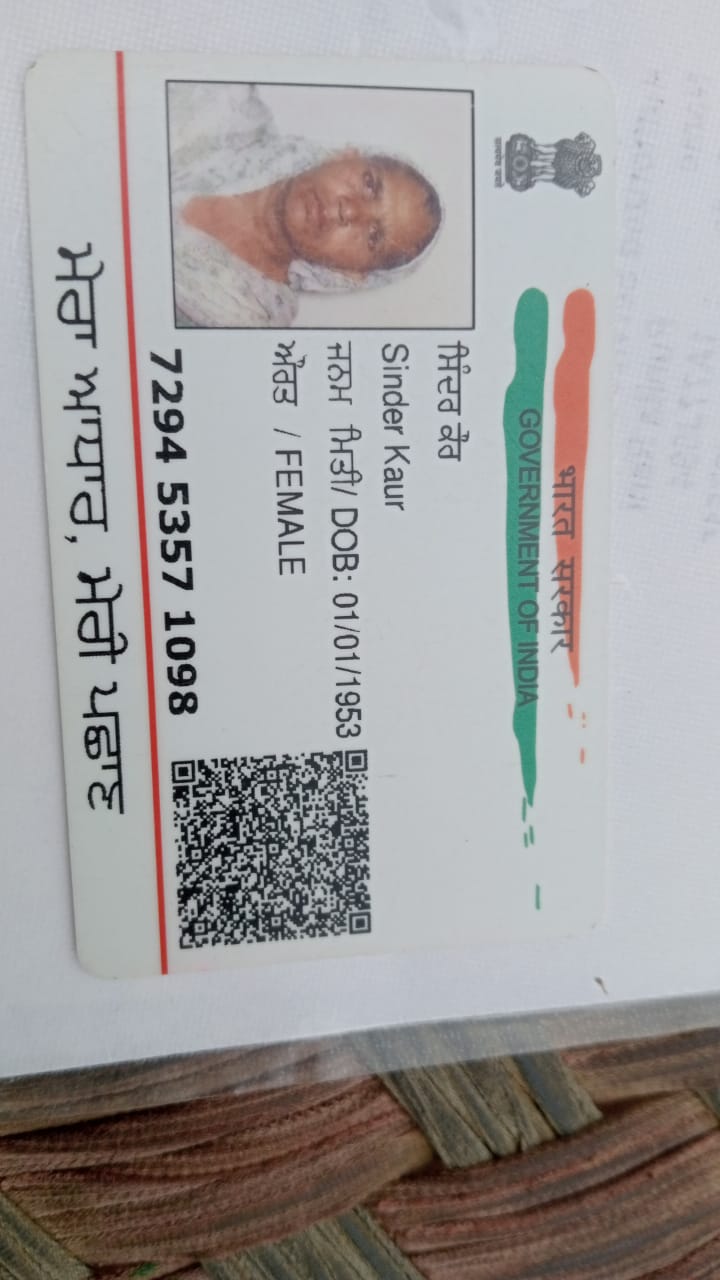 भारत सरकार
GOVERNMENT OF INDIA
ਸਿੰਦਰ ਕੌਰ
Sinder Kaur
ਜਨਮ ਮਿਤੀ/ DOB: 01/01/1953
ਔਰਤ / FEMALE
7294 5357 1098
ਮੇਰਾ ਆਧਾਰ, ਮੇਰੀ ਪਛਾਣ